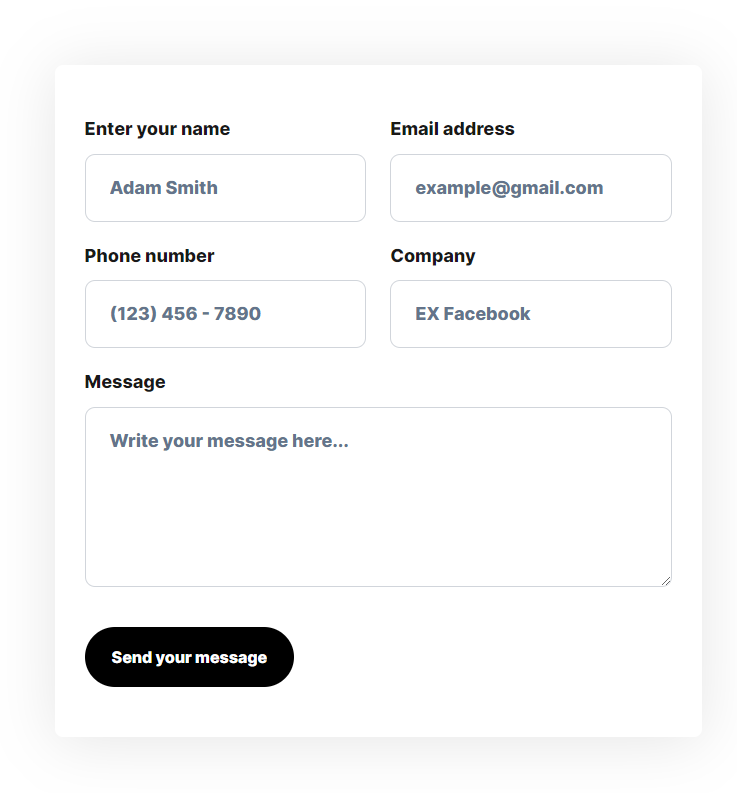 Enter your name
Email address
Adam Smith
example@gmail.com
Phone number
Company
(123) 456 - 7890
EX Facebook
Message
Write your message here...
Send your message